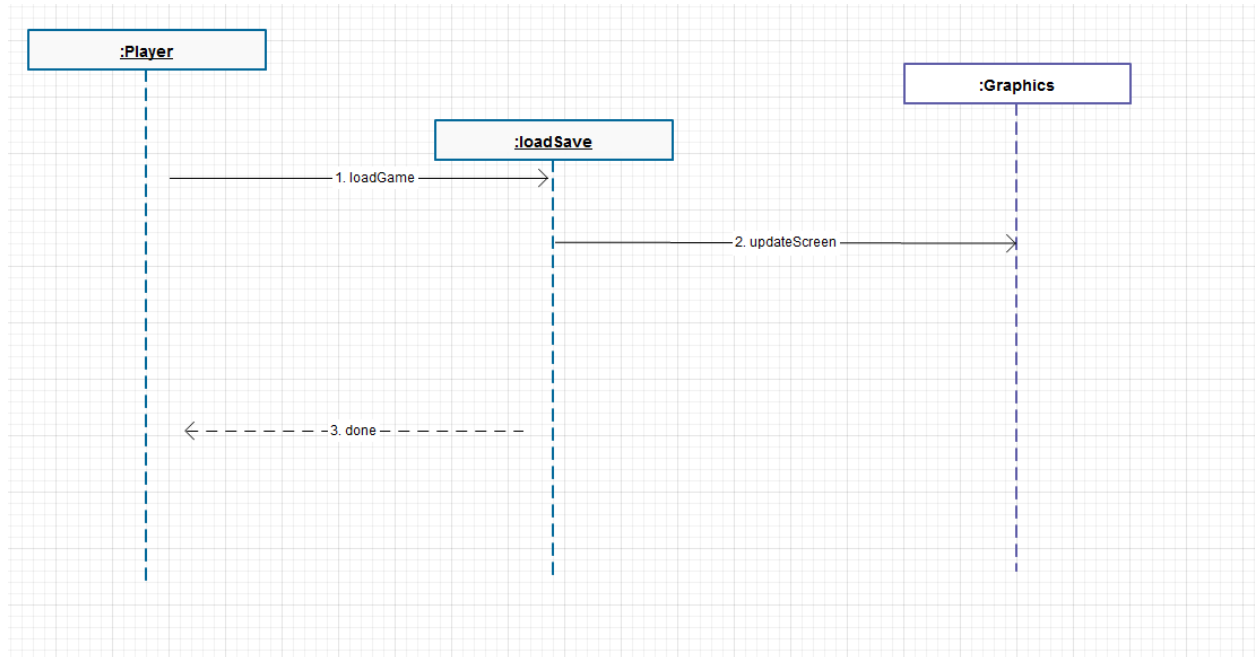 :Player
:Graphics
:loadSave
1. loadGame
2. updateScreen
3. done